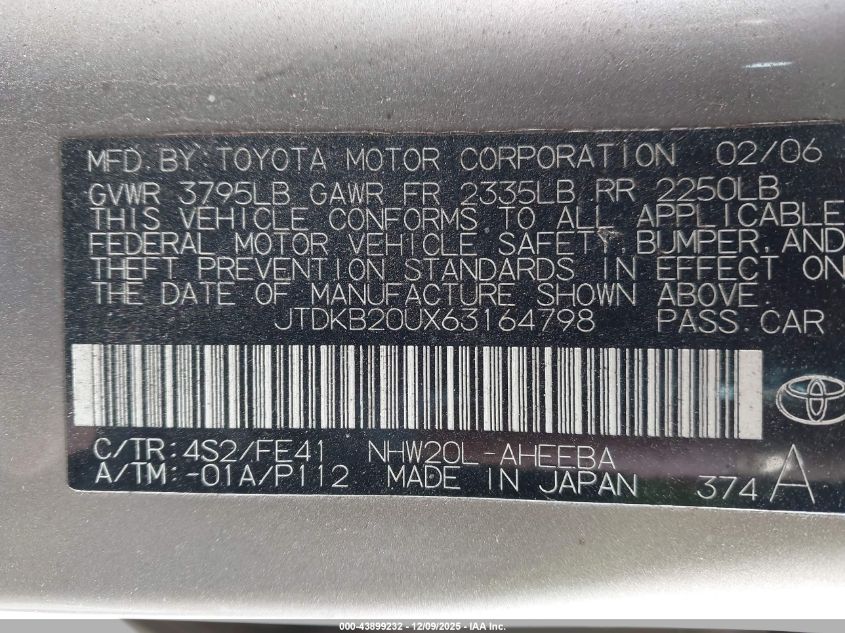 MFD. BY: TOYOTA MOTOR CORPORATION 02/06
GVWR 3795LB GAWR FR 2335LB RR 2250LB
THIS VEHICLE CONFORMS TO ALL APPLICABLE
FEDERAL MOTOR VEHICLE SAFETY, BUMPER, AND
THEFT PREVENTION STANDARDS IN EFFECT ON
THE DATE OF MANUFACTURE SHOWN ABOVE.
JTDKB20UX63164798 PASS. CAR
C/TR: 4S2/FE41 NHW20L-AHEEBA
A/TM: -01A/P112 MADE IN JAPAN 374 A
000-43899232 - 12/09/2025 - IAA Inc.